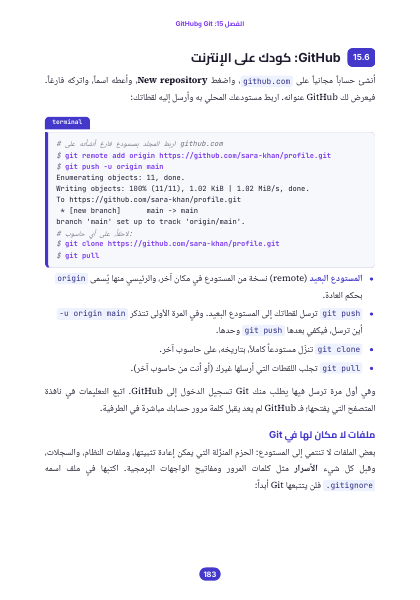 الفصل 15: Git وGitHub
15.6 GitHub: كودك على الإنترنت
أنشئ حساباً مجانياً على github.com، واضغط New repository، وأعطه اسماً، واتركه فارغاً.
فيعرض لك GitHub عنوانه. اربط مستودعك المحلي به وأرسل إليه لقطاتك:
terminal
# اربط المجلد بمستودع فارغ أنشأته على github.com
$ git remote add origin https://github.com/sara-khan/profile.git
$ git push -u origin main
Enumerating objects: 11, done.
Writing objects: 100% (11/11), 1.02 KiB | 1.02 MiB/s, done.
To https://github.com/sara-khan/profile.git
 * [new branch]      main -> main
branch 'main' set up to track 'origin/main'.
# لاحقاً، على أي حاسوب:
$ git clone https://github.com/sara-khan/profile.git
$ git pull
• المستودع البعيد (remote) نسخة من المستودع في مكان آخر، والرئيسي منها يُسمى origin
بحكم العادة.
• git push ترسل لقطاتك إلى المستودع البعيد. وفي المرة الأولى تتذكر -u origin main
أين ترسل، فيكفي بعدها git push وحدها.
• git clone تنزّل مستودعاً كاملاً، بتاريخه، على حاسوب آخر.
• git pull تجلب اللقطات التي أرسلها غيرك (أو أنت من حاسوب آخر).
وفي أول مرة ترسل فيها يطلب منك Git تسجيل الدخول إلى GitHub. اتبع التعليمات في نافذة
المتصفح التي يفتحها؛ فـ GitHub لم يعد يقبل كلمة مرور حسابك مباشرة في الطرفية.
ملفات لا مكان لها في Git
بعض الملفات لا تنتمي إلى المستودع: الحزم المنزّلة التي يمكن إعادة تثبيتها، وملفات النظام، والسجلات،
وقبل كل شيء الأسرار مثل كلمات المرور ومفاتيح الواجهات البرمجية. اكتبها في ملف اسمه
.gitignore فلن يتتبعها Git أبداً:
183